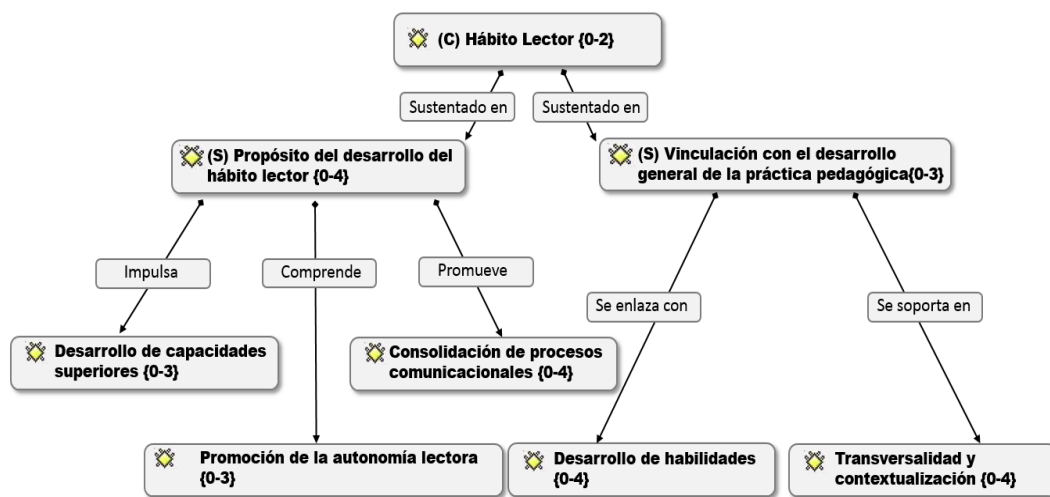 (C) Hábito Lector {0-2}
Sustentado en
Sustentado en
(S) Propósito del desarrollo del
hábito lector {0-4}
(S) Vinculación con el desarrollo
general de la práctica pedagógica{0-3}
Impulsa
Comprende
Promueve
Se enlaza con
Se soporta en
Desarrollo de capacidades
superiores {0-3}
Consolidación de procesos
comunicacionales {0-4}
Promoción de la autonomía lectora
{0-3}
Desarrollo de habilidades
{0-4}
Transversalidad y
contextualización {0-4}